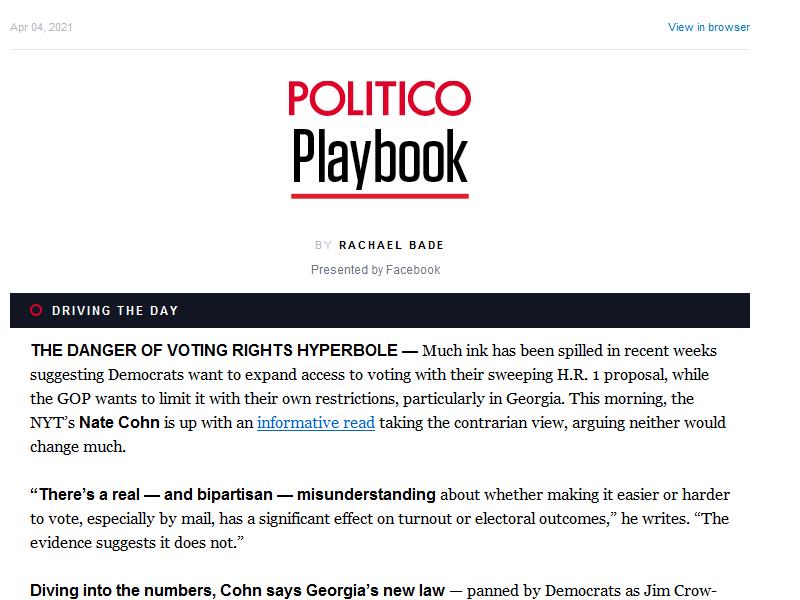 Apr 04, 2021
View in browser
POLITICO
Playbook
BY RACHAEL BADE
Presented by Facebook
DRIVING THE DAY
THE DANGER OF VOTING RIGHTS HYPERBOLE — Much ink has been spilled in recent weeks
suggesting Democrats want to expand access to voting with their sweeping H.R. 1 proposal, while
the GOP wants to limit it with their own restrictions, particularly in Georgia. This morning, the
NYT’s Nate Cohn is up with an informative read taking the contrarian view, arguing neither would
change much.
“There’s a real — and bipartisan — misunderstanding about whether making it easier or harder
to vote, especially by mail, has a significant effect on turnout or electoral outcomes,” he writes. “The
evidence suggests it does not.”
Diving into the numbers, Cohn says Georgia’s new law — panned by Democrats as Jim Crow-